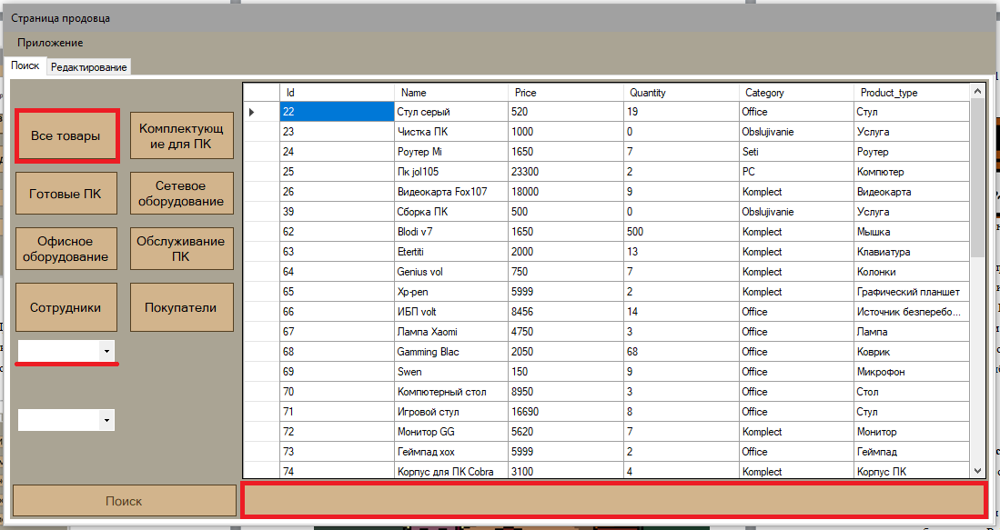 Страница продовца
Приложение
Поиск Редактирование
Все товары
Комплектующ
ие для ПК
Готовые ПК
Сетевое
оборудование
Офисное
оборудование
Обслуживание
ПК
Сотрудники
Покупатели
Поиск
Id Name Price Quantity Category Product_type
22 Стул серый 520 19 Office Стул
23 Чистка ПК 1000 0 Obslujivanie Услуга
24 Роутер Mi 1650 7 Seti Роутер
25 Пк jol105 23300 2 PC Компютер
26 Видеокарта Fox107 18000 9 Komplect Видеокарта
39 Сборка ПК 500 0 Obslujivanie Услуга
62 Blodi v7 1650 500 Komplect Мышка
63 Etertiti 2000 13 Komplect Клавиатура
64 Genius vol 750 7 Komplect Колонки
65 Xp-pen 5999 2 Komplect Графический планшет
66 ИБП volt 8456 14 Office Источник безперебо...
67 Лампа Xaomi 4750 3 Office Лампа
68 Gamming Blac 2050 68 Office Коврик
69 Swen 150 9 Office Микрофон
70 Компютерный стол 8950 3 Office Стол
71 Игровой стул 16690 8 Office Стул
72 Монитор GG 5620 7 Komplect Монитор
73 Геймпад xox 5999 2 Office Геймпад
74 Корпус для ПК Cobra 3100 4 Komplect Корпус ПК